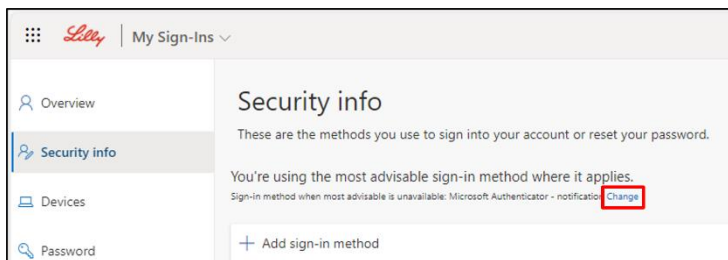 Lilly My Sign-Ins
Overview
Security info
Devices
Password
Security info
These are the methods you use to sign into your account or reset your password.
You're using the most advisable sign-in method where it applies.
Sign-in method when most advisable is unavailable: Microsoft Authenticator - notification Change
+ Add sign-in method